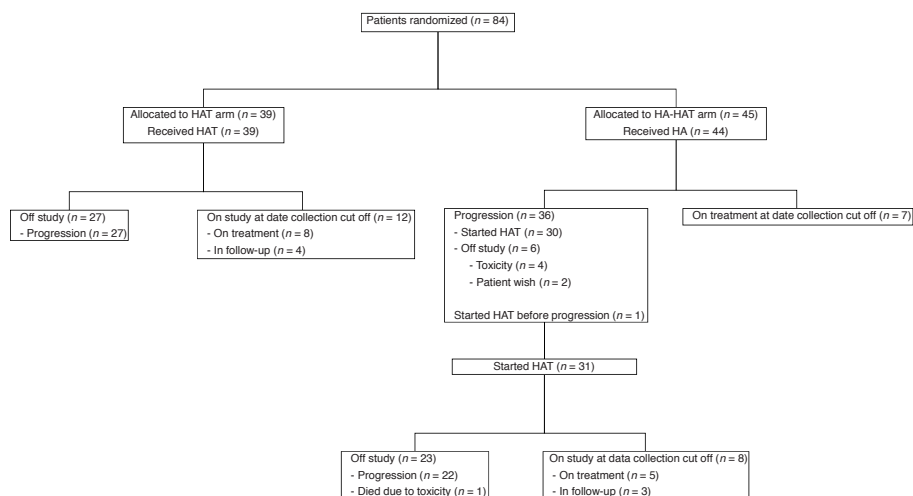 Patients randomized (n = 84)
Allocated to HAT arm (n = 39)
Received HAT (n = 39)
Allocated to HA-HAT arm (n = 45)
Received HA (n = 44)
Off study (n = 27)
- Progression (n = 27)
On study at date collection cut off (n = 12)
- On treatment (n = 8)
- In follow-up (n = 4)
Progression (n = 36)
- Started HAT (n = 30)
- Off study (n = 6)
- Toxicity (n = 4)
- Patient wish (n = 2)
Started HAT before progression (n = 1)
On treatment at date collection cut off (n = 7)
Started HAT (n = 31)
Off study (n = 23)
- Progression (n = 22)
- Died due to toxicity (n = 1)
On study at data collection cut off (n = 8)
- On treatment (n = 5)
- In follow-up (n = 3)